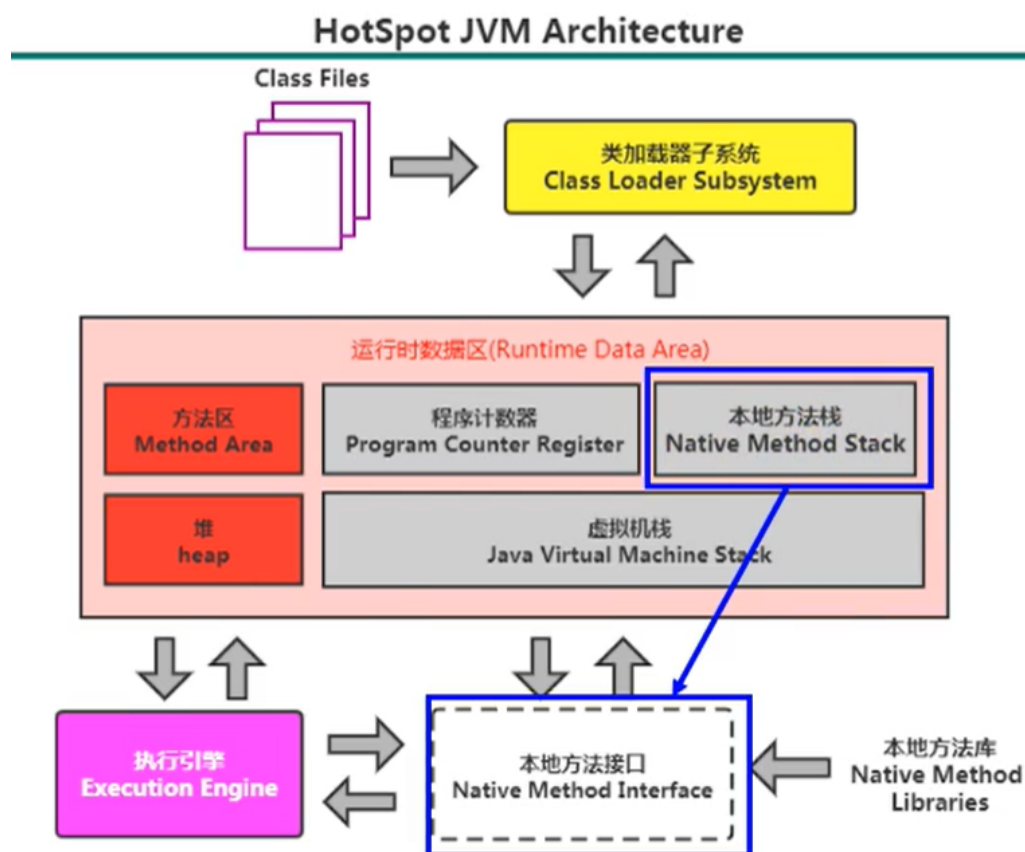 HotSpot JVM Architecture
Class Files
类加载器子系统
Class Loader Subsystem
运行时数据区(Runtime Data Area)
方法区
Method Area
程序计数器
Program Counter Register
本地方法栈
Native Method Stack
堆
heap
虚拟机栈
Java Virtual Machine Stack
执行引擎
Execution Engine
本地方法接口
Native Method Interface
本地方法库
Native Method
Libraries